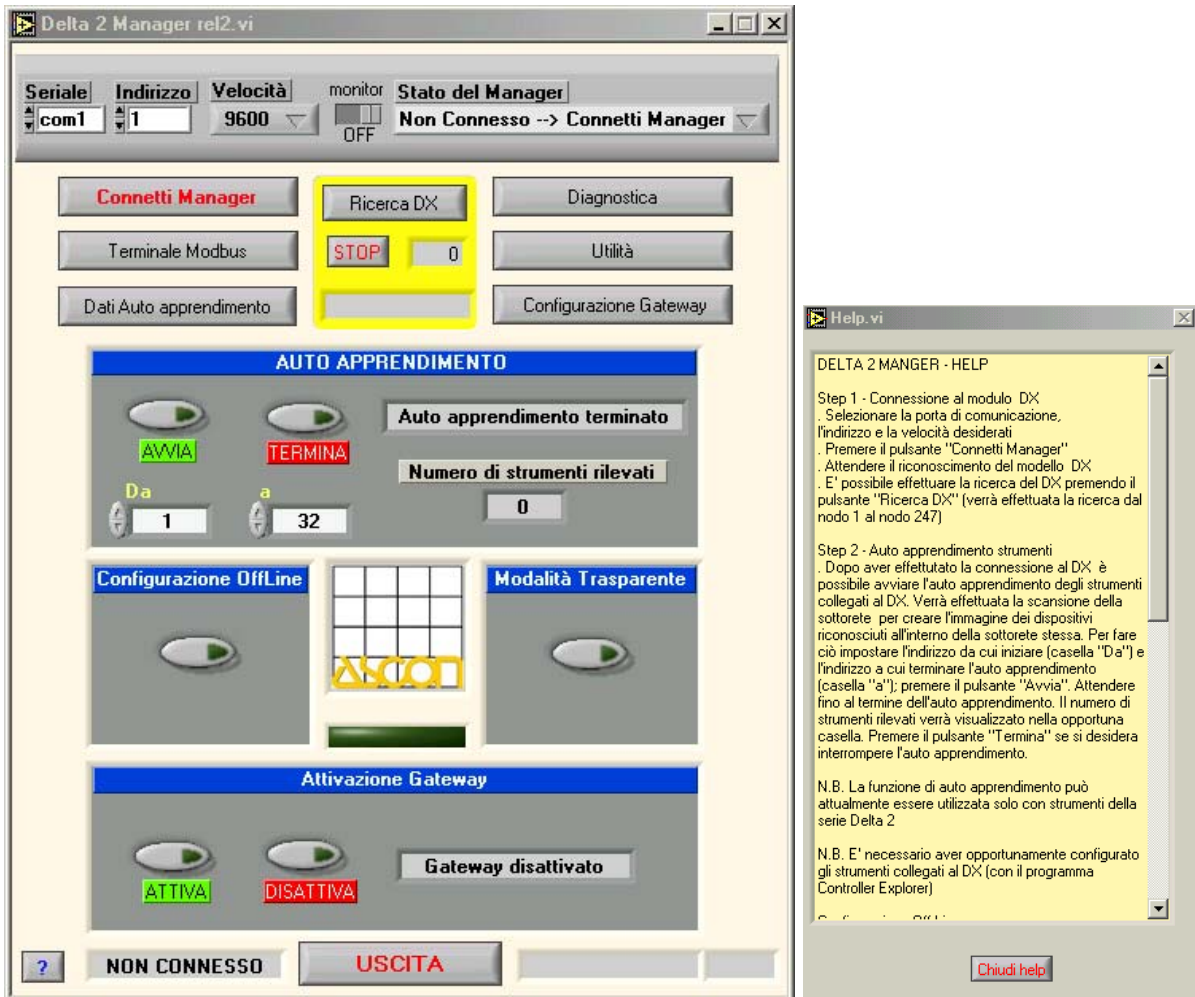 Delta 2 Manager rel2.vi
Seriale Indirizzo Velocità monitor Stato del Manager
com1 1 9600 OFF Non Connesso --> Connetti Manager
Connetti Manager
Ricerca DX
Diagnostica
Terminale Modbus
STOP 0
Utilità
Dati Auto apprendimento
Configurazione Gateway
AUTO APPRENDIMENTO
AVVIA
TERMINA
Auto apprendimento terminato
Numero di strumenti rilevati
0
Da a
1 32
Configurazione OffLine
ASCON
Modalità Trasparente
Attivazione Gateway
ATTIVA
DISATTIVA
Gateway disattivato
?
NON CONNESSO
USCITA
Help.vi
DELTA 2 MANGER - HELP
Step 1 - Connessione al modulo DX
. Selezionare la porta di comunicazione,
l'indirizzo e la velocità desiderati
. Premere il pulsante "Connetti Manager"
. Attendere il riconoscimento del modello DX
. E' possibile effettuare la ricerca del DX premendo il
pulsante "Ricerca DX" (verrà effettuata la ricerca dal
nodo 1 al nodo 247)
Step 2 - Auto apprendimento strumenti
. Dopo aver effettutato la connessione al DX è
possibile avviare l'auto apprendimento degli strumenti
collegati al DX. Verrà effettuata la scansione della
sottorete per creare l'immagine dei dispositivi
riconosciuti all'interno della sottorete stessa. Per fare
ciò impostare l'indirizzo da cui iniziare (casella "Da") e
l'indirizzo a cui terminare l'auto apprendimento
(casella "a"); premere il pulsante "Avvia". Attendere
fino al termine dell'auto apprendimento. Il numero di
strumenti rilevati verrà visualizzato nella opportuna
casella. Premere il pulsante "Termina" se si desidera
interrompere l'auto apprendimento.
N.B. La funzione di auto apprendimento può
attualmente essere utilizzata solo con strumenti della
serie Delta 2
N.B. E' necessario aver opportunamente configurato
gli strumenti collegati al DX (con il programma
Controller Explorer)
Chiudi help